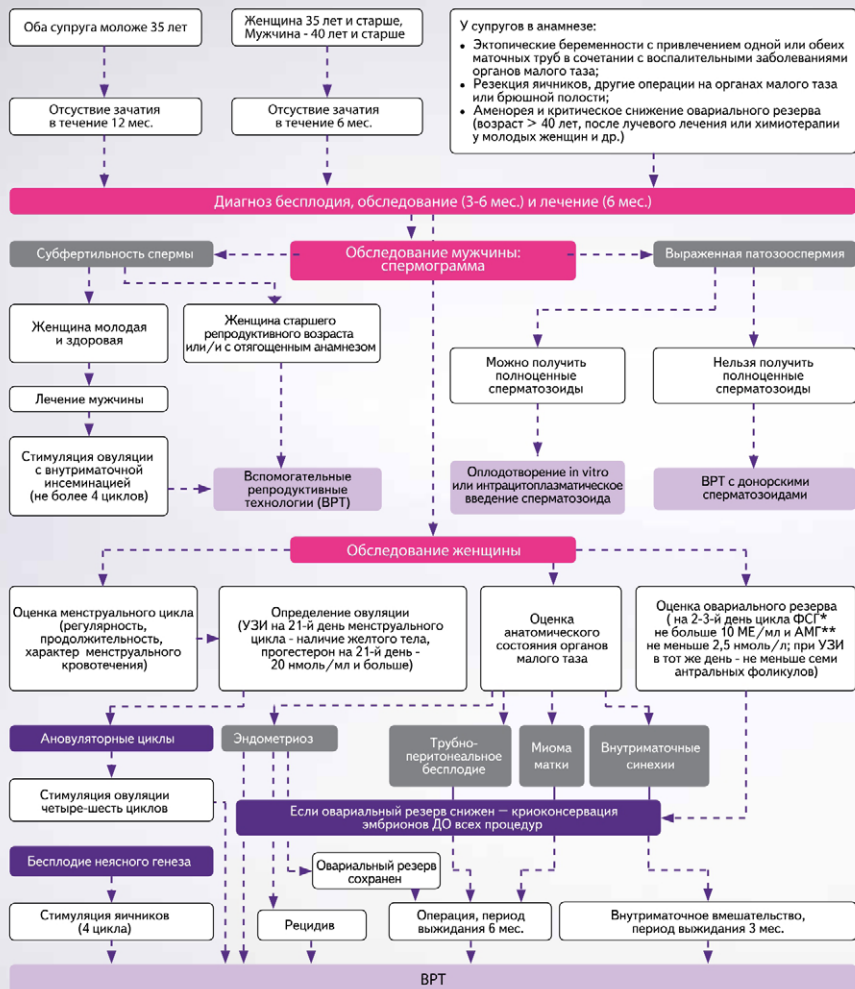 Оба супруга моложе 35 лет
Женщина 35 лет и старше,
Мужчина - 40 лет и старше
У супругов в анамнезе:
• Эктопические беременности с привлечением одной или обеих
маточных труб в сочетании с воспалительными заболеваниями
органов малого таза;
• Резекция яичников, другие операции на органах малого таза
или брюшной полости;
• Аменорея и критическое снижение овариального резерва
(возраст > 40 лет, после лучевого лечения или химиотерапии
у молодых женщин и др.)
Отсуствие зачатия
в течение 12 мес.
Отсуствие зачатия
в течение 6 мес.
Диагноз бесплодия, обследование (3-6 мес.) и лечение (6 мес.)
Субфертильность спермы
Обследование мужчины:
спермограмма
Выраженная патозооспермия
Женщина молодая
и здоровая
Женщина старшего
репродуктивного возраста
или/и с отягощенным анамнезом
Можно получить
полноценные
сперматозоиды
Нельзя получить
полноценные
сперматозоиды
Лечение мужчины
Стимуляция овуляции
с внутриматочной
инсеминацией
(не более 4 циклов)
Вспомогательные
репродуктивные
технологии (ВРТ)
Оплодотворение in vitro
или интрацитоплазматическое
введение сперматозоида
ВРТ с донорскими
сперматозоидами
Обследование женщины
Оценка менструального цикла
(регулярность,
продолжительность,
характер менструального
кровотечения)
Определение овуляции
(УЗИ на 21-й день менструального
цикла - наличие желтого тела,
прогестерон на 21-й день -
20 нмоль/мл и больше)
Оценка
анатомического
состояния органов
малого таза
Оценка овариального резерва
( на 2-3-й день цикла ФСГ*
не больше 10 МЕ/мл и АМГ**
не меньше 2,5 нмоль/л; при УЗИ
в тот же день - не меньше семи
антральных фоликулов)
Ановуляторные циклы
Эндометриоз
Трубно-
перитонеальное
бесплодие
Миома
матки
Внутриматочные
синехии
Стимуляция овуляции
четыре-шесть циклов
Если овариальный резерв снижен — криоконсервация
эмбрионов ДО всех процедур
Бесплодие неясного генеза
Овариальный резерв
сохранен
Стимуляция яичников
(4 цикла)
Рецидив
Операция, период
выжидания 6 мес.
Внутриматочное вмешательство,
период выжидания 3 мес.
ВРТ